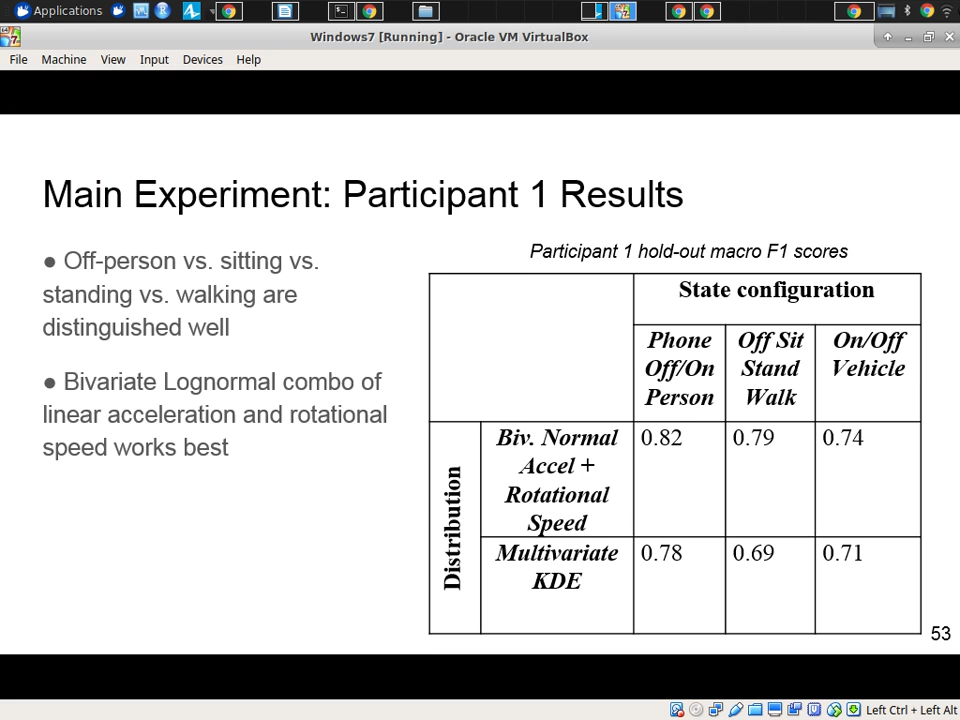 Applications
Windows7 [Running] - Oracle VM VirtualBox
File Machine View Input Devices Help
Main Experiment: Participant 1 Results
● Off-person vs. sitting vs.
standing vs. walking are
distinguished well
● Bivariate Lognormal combo of
linear acceleration and rotational
speed works best
Participant 1 hold-out macro F1 scores
State configuration
Phone
Off/On
Person
Off Sit
Stand
Walk
On/Off
Vehicle
Distribution
Biv. Normal
Accel +
Rotational
Speed
0.82 0.79 0.74
Multivariate
KDE
0.78 0.69 0.71
53
Left Ctrl + Left Alt